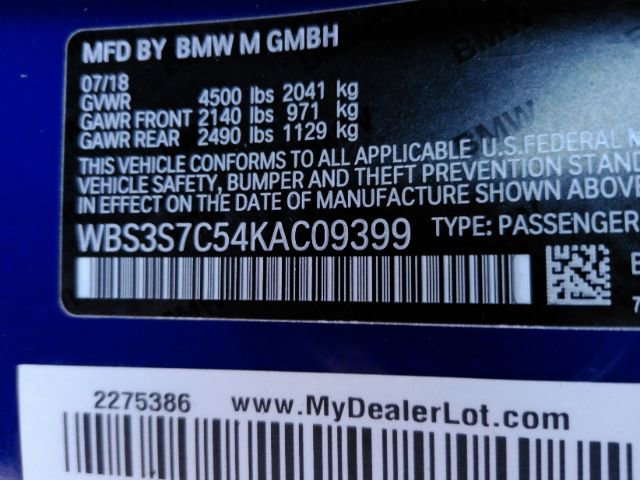 MFD BY BMW M GMBH
07/18
GVWR 4500 lbs 2041 kg
GAWR FRONT 2140 lbs 971 kg
GAWR REAR 2490 lbs 1129 kg
THIS VEHICLE CONFORMS TO ALL APPLICABLE U.S.FEDERAL M
VEHICLE SAFETY, BUMPER AND THEFT PREVENTION STAND
IN EFFECT ON THE DATE OF MANUFACTURE SHOWN ABOVE
WBS3S7C54KAC09399 TYPE: PASSENGER
2275386 www.MyDealerLot.com